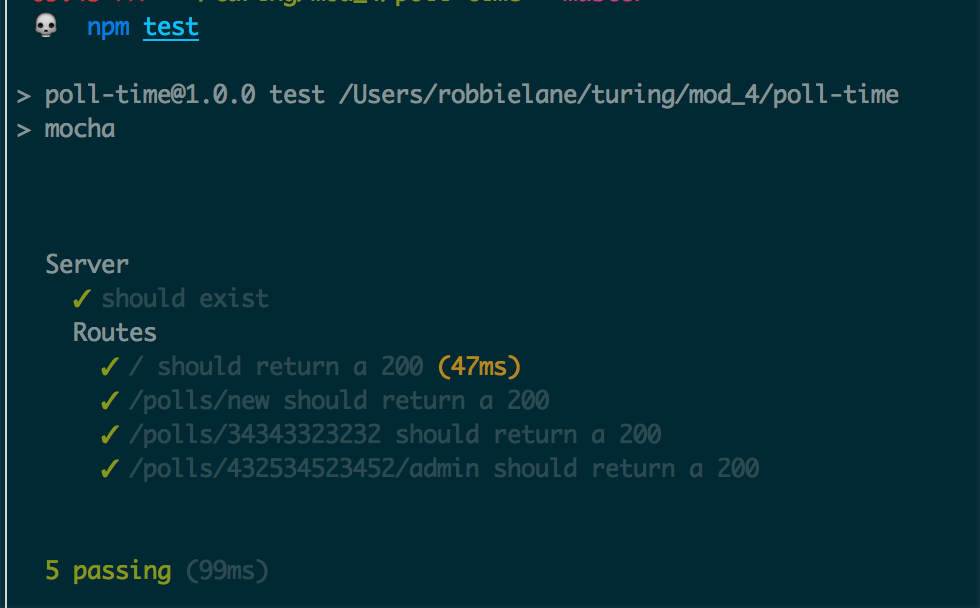 npm test
> poll-time@1.0.0 test /Users/robbielane/turing/mod_4/poll-time
> mocha
Server
✓ should exist
Routes
✓ / should return a 200 (47ms)
✓ /polls/new should return a 200
✓ /polls/34343323232 should return a 200
✓ /polls/432534523452/admin should return a 200
5 passing (99ms)